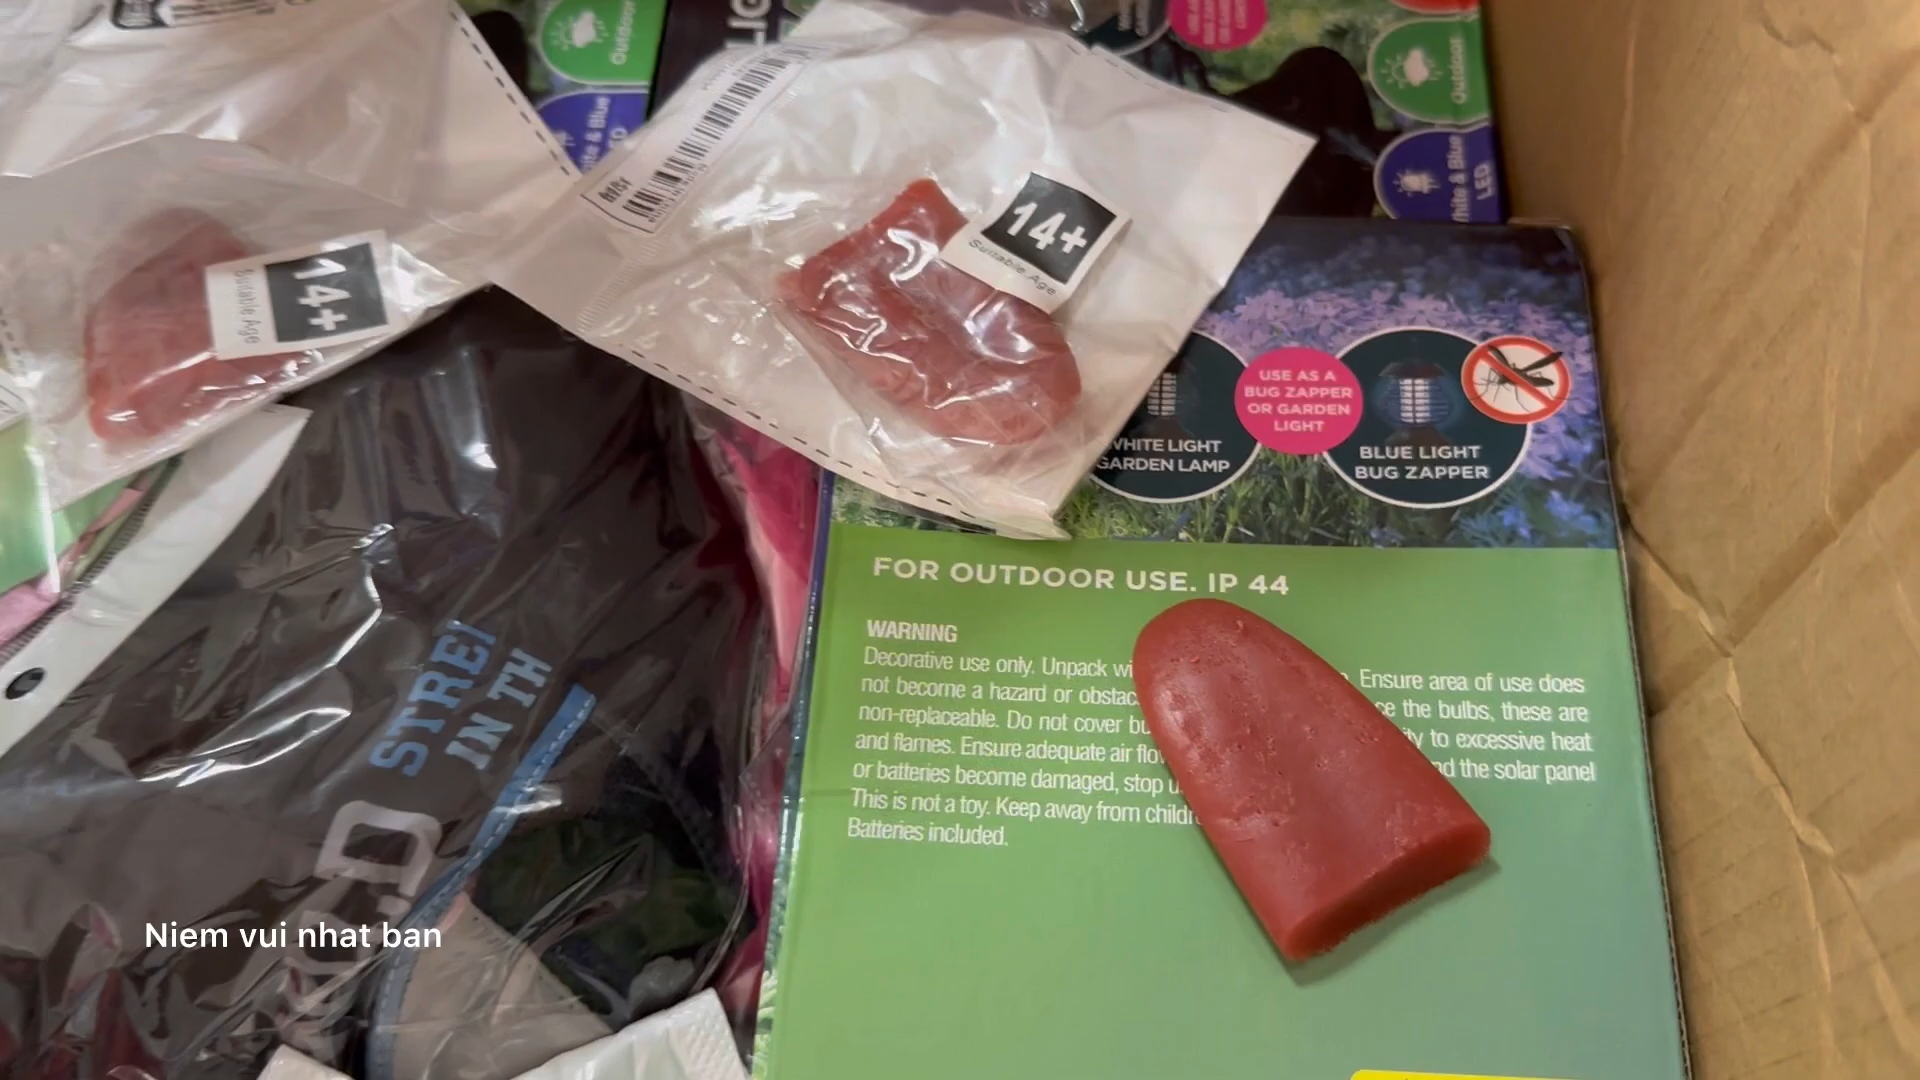 Outdoor
Outdoor
White & Blue
LED
14+
Suitable Age
14+
Suitable Age
USE AS A
BUG ZAPPER
OR GARDEN
LIGHT
WHITE LIGHT
GARDEN LAMP
BLUE LIGHT
BUG ZAPPER
FOR OUTDOOR USE. IP 44
WARNING
Decorative use only. Unpack Ensure area of use does
not become a hazard or the bulbs, these are
non-replaceable. Do not cover to excessive heat
and flames. Ensure adequate air the solar panel
or batteries become damaged, stop
This is not a toy. Keep away from
Batteries included.
IN TH
Niem vui nhat ban